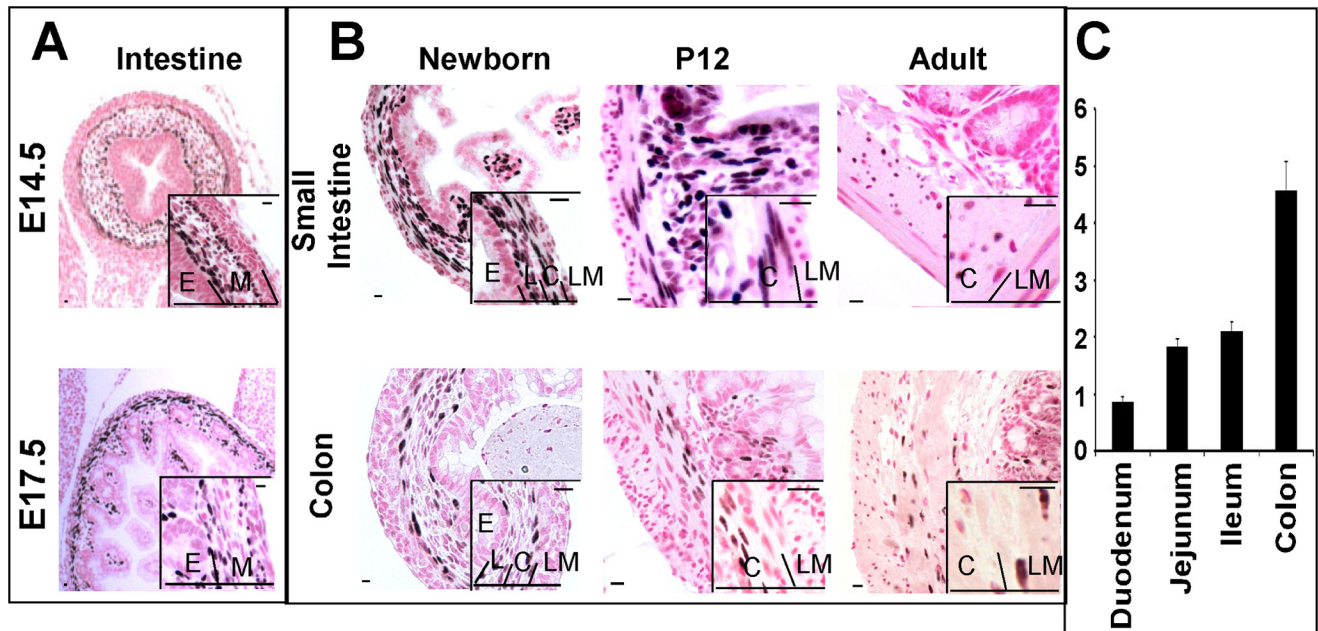 A
Intestine
E14.5
E M
E17.5
E M
B
Newborn
P12
Adult
Small
Intestine
E L C LM
C LM
C LM
Colon
E
L C LM
C LM
C LM
C
6
5
4
3
2
1
0
Duodenum
Jejunum
Ileum
Colon